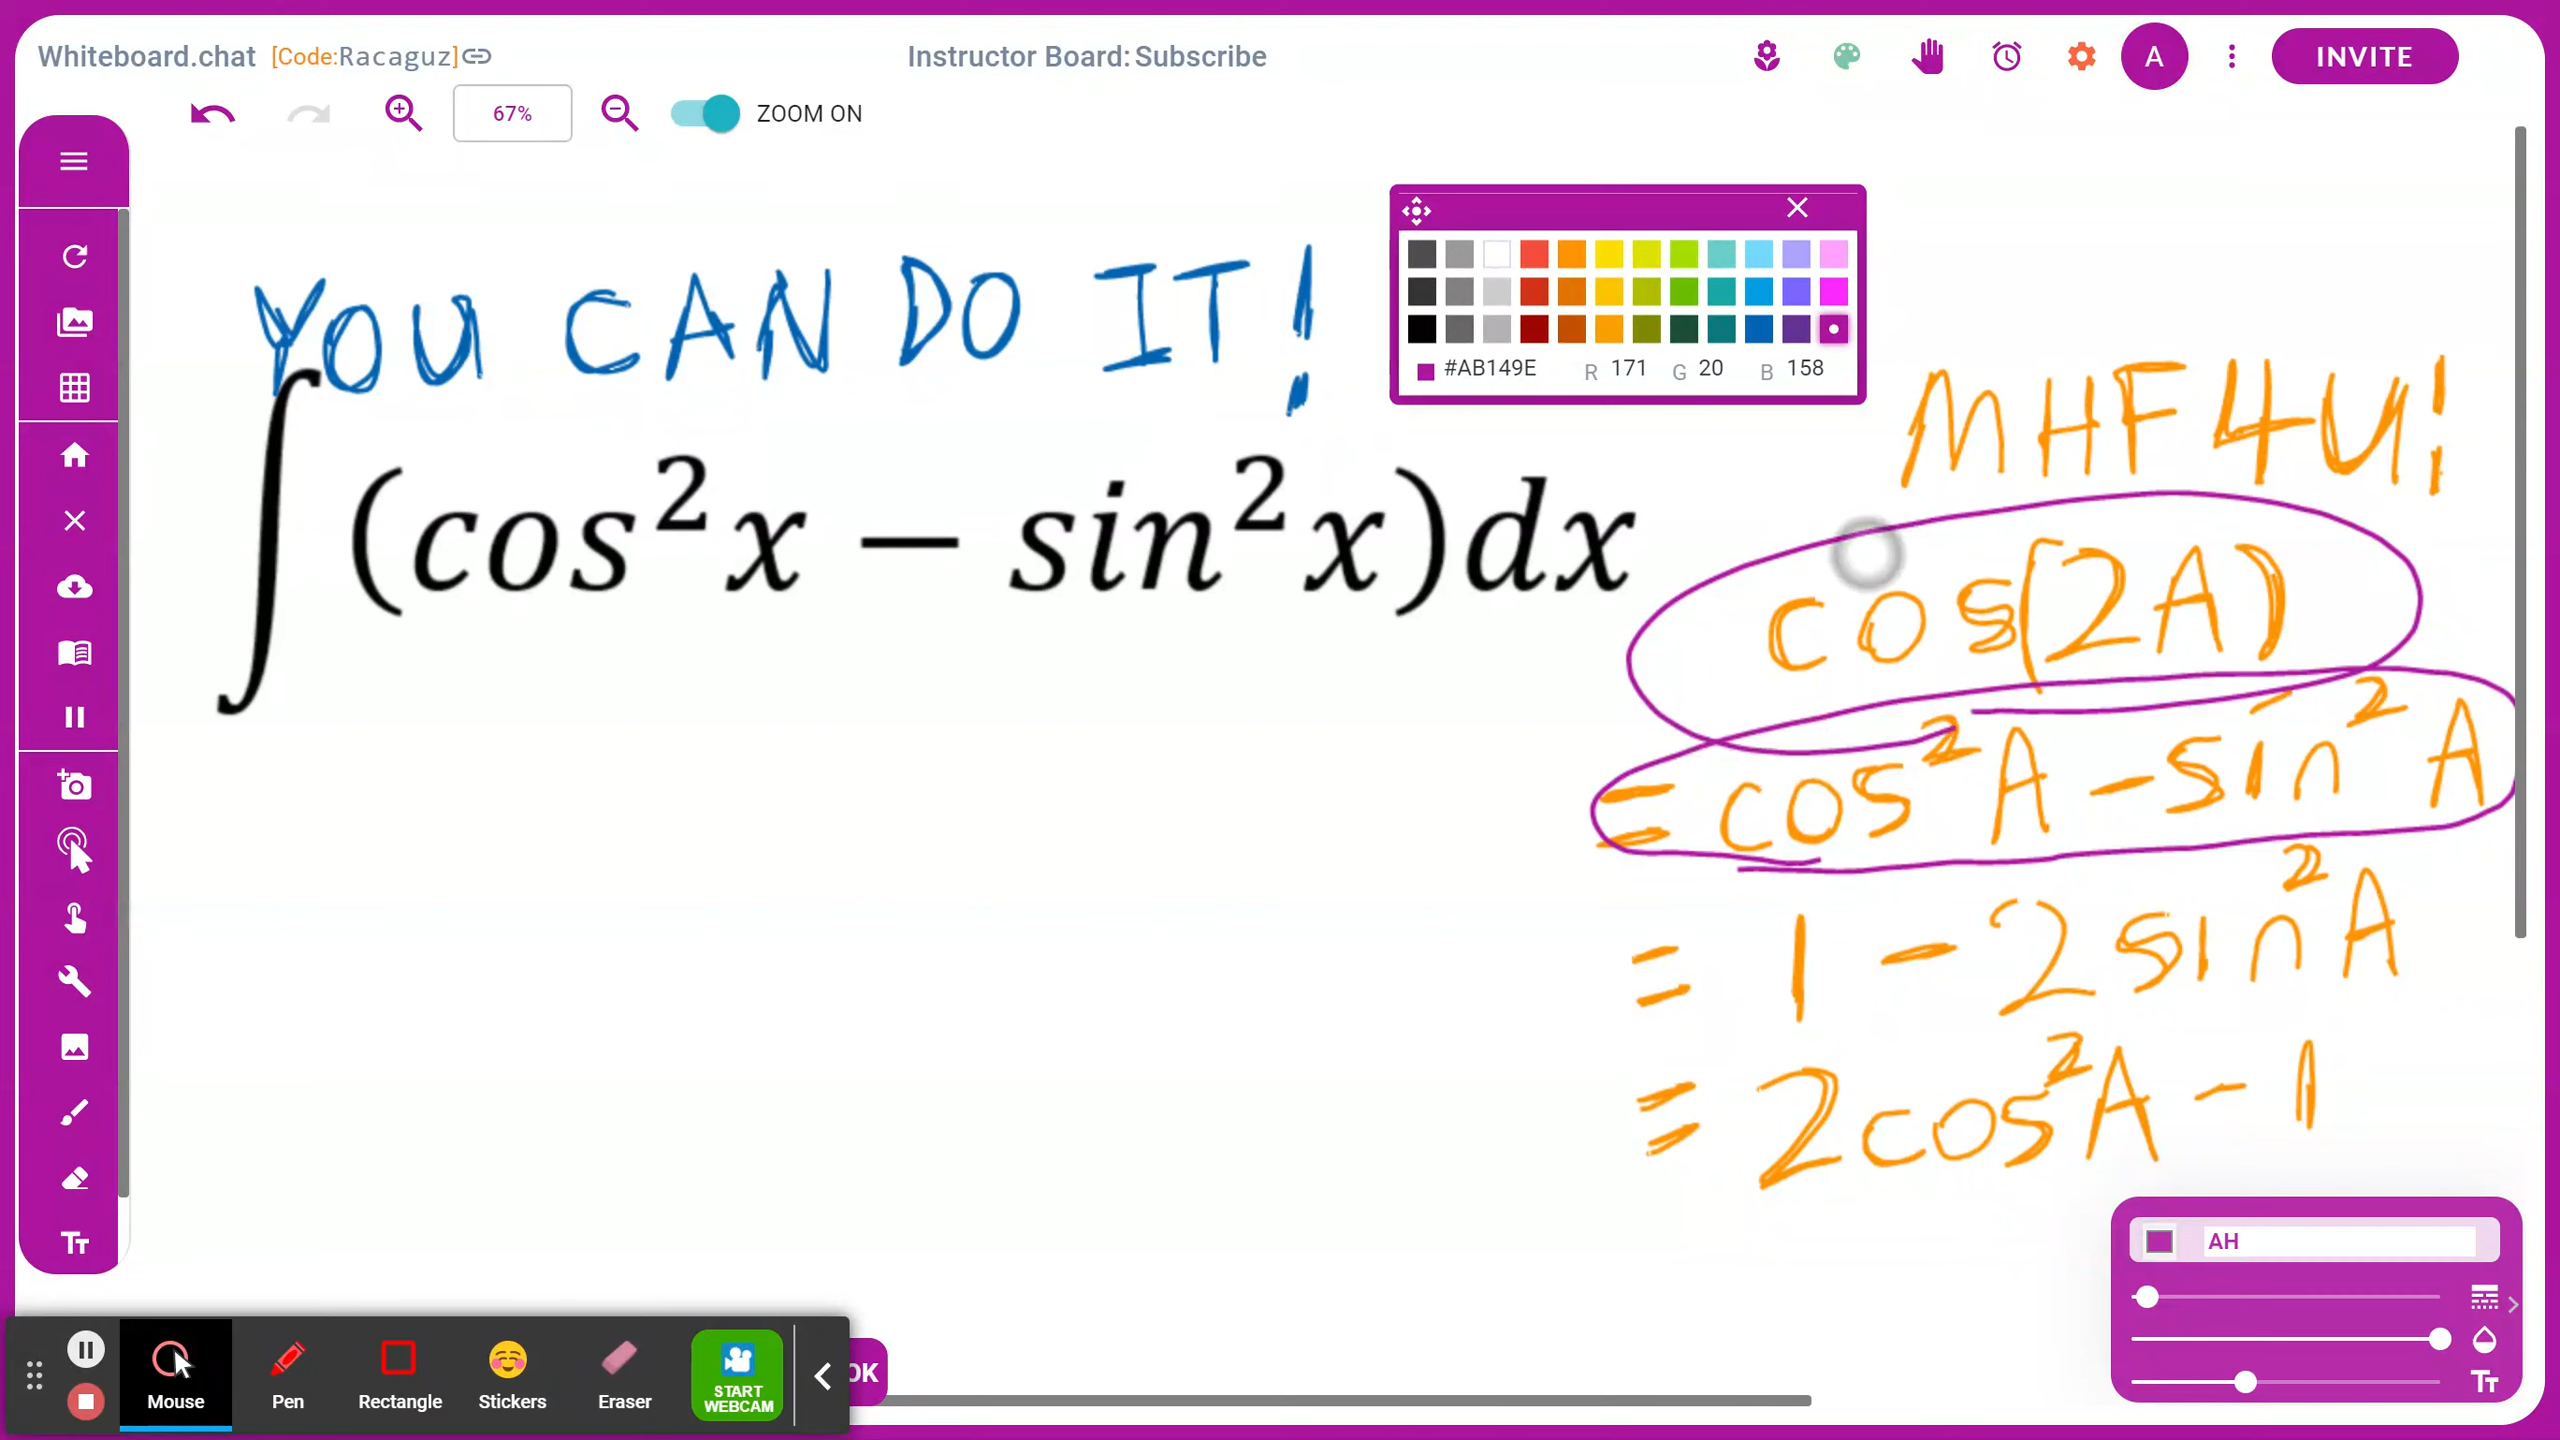 Whiteboard.chat [Code:Racaguz] Instructor Board: Subscribe A INVITE
67% ZOOM ON
YOU CAN DO IT!
#AB149E R 171 G 20 B 158
MHF4U!
∫(cos²x − sin²x)dx
cos(2A)
= cos²A − sin²A
= 1 − 2sin²A
= 2cos²A − 1
TT
AH
TT
Mouse Pen Rectangle Stickers Eraser START WEBCAM OK